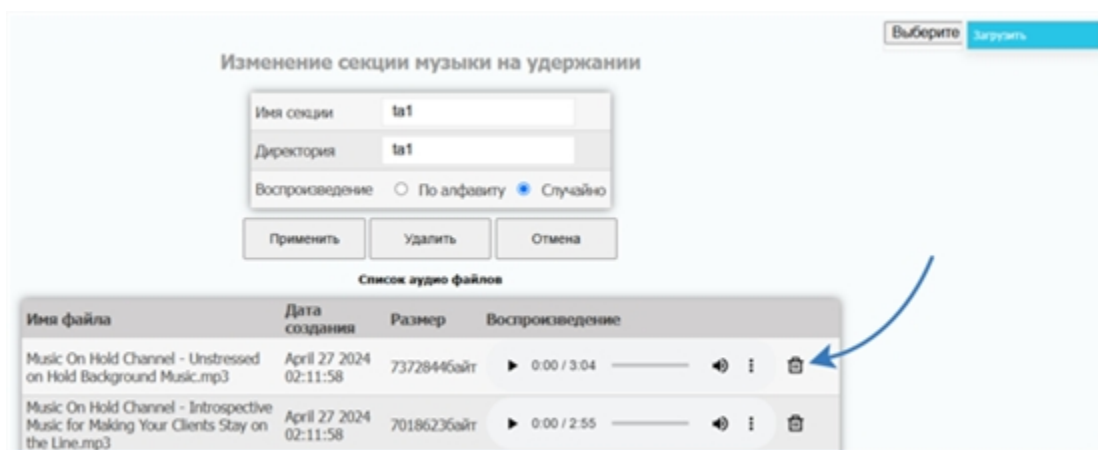 Выберите
Загрузить
Изменение секции музыки на удержании
Имя секции ta1
Директория ta1
Воспроизведение По алфавиту Случайно
Применить Удалить Отмена
Список аудио файлов
Имя файла Дата создания Размер Воспроизведение
Music On Hold Channel - Unstressed
on Hold Background Music.mp3
April 27 2024
02:11:58
7372844байт
0:00 / 3:04
Music On Hold Channel - Introspective
Music for Making Your Clients Stay on
the Line.mp3
April 27 2024
02:11:58
7018623байт
0:00 / 2:55